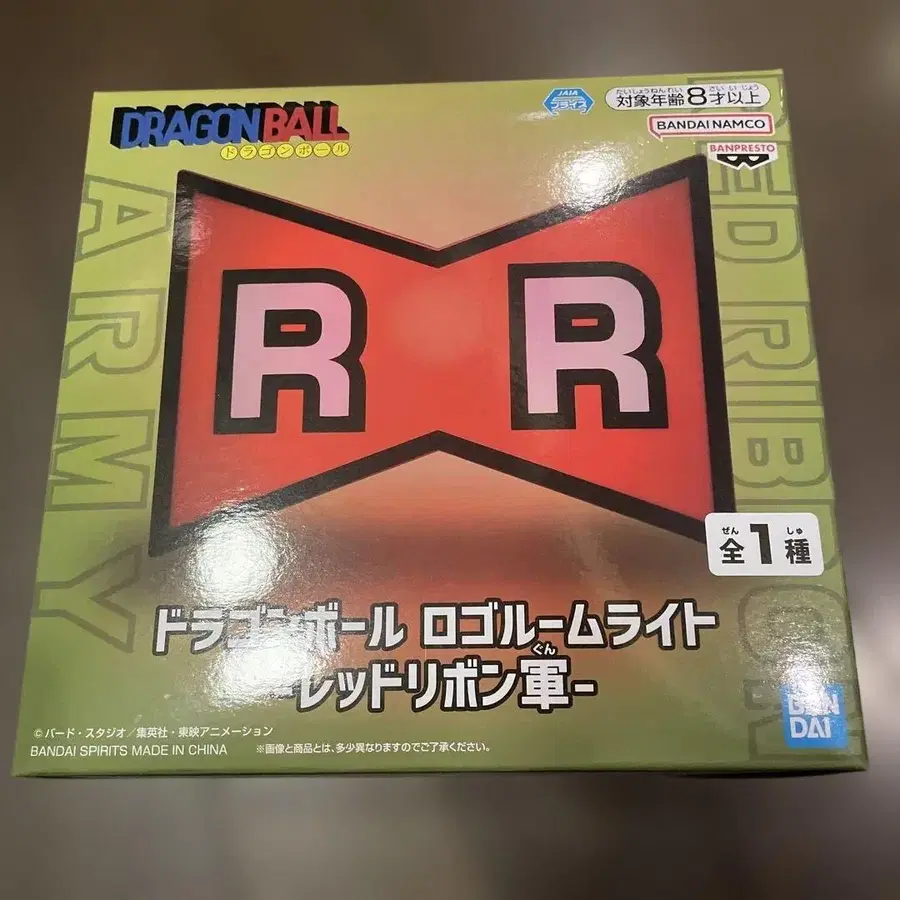 DRAGON BALL
ドラゴンボール
JAIA
プライズ
たいしょうねんれい さい いじょう
対象年齢8才以上
BANDAI NAMCO
BANPRESTO
ARMY
RED RIBBON
R R
ぜん しゅ
全1種
ドラゴンボール ロゴルームライト
ぐん
-レッドリボン軍-
BAN
DAI
©バード・スタジオ/集英社・東映アニメーション
BANDAI SPIRITS MADE IN CHINA ※画像と商品とは、多少異なりますのでご了承ください。